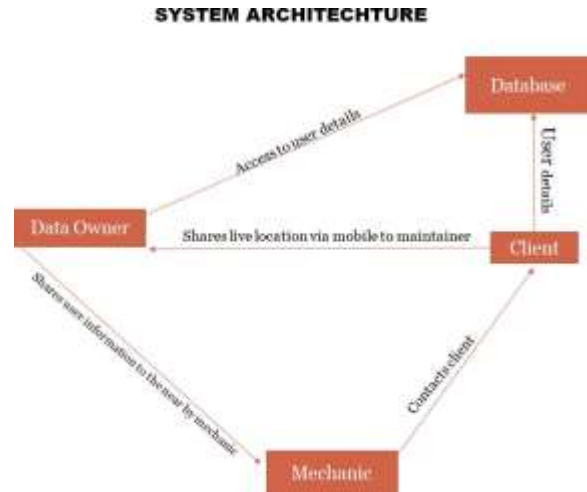 SYSTEM ARCHITECHTURE
Database
Access to user details
User details
Data Owner
Shares live location via mobile to maintainer
Client
Shares user information to the near by mechanic
Contacts client
Mechanic